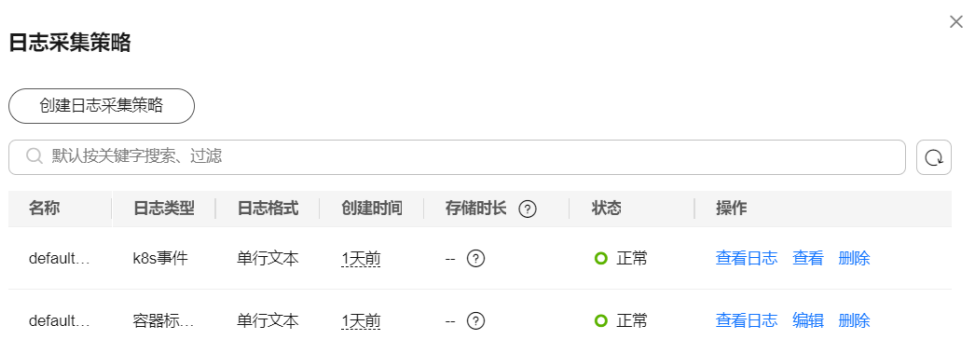 日志采集策略
创建日志采集策略
默认按关键字搜索、过滤
名称 日志类型 日志格式 创建时间 存储时长 状态 操作
default... k8s事件 单行文本 1天前 -- 正常 查看日志 查看 删除
default... 容器标... 单行文本 1天前 -- 正常 查看日志 编辑 删除